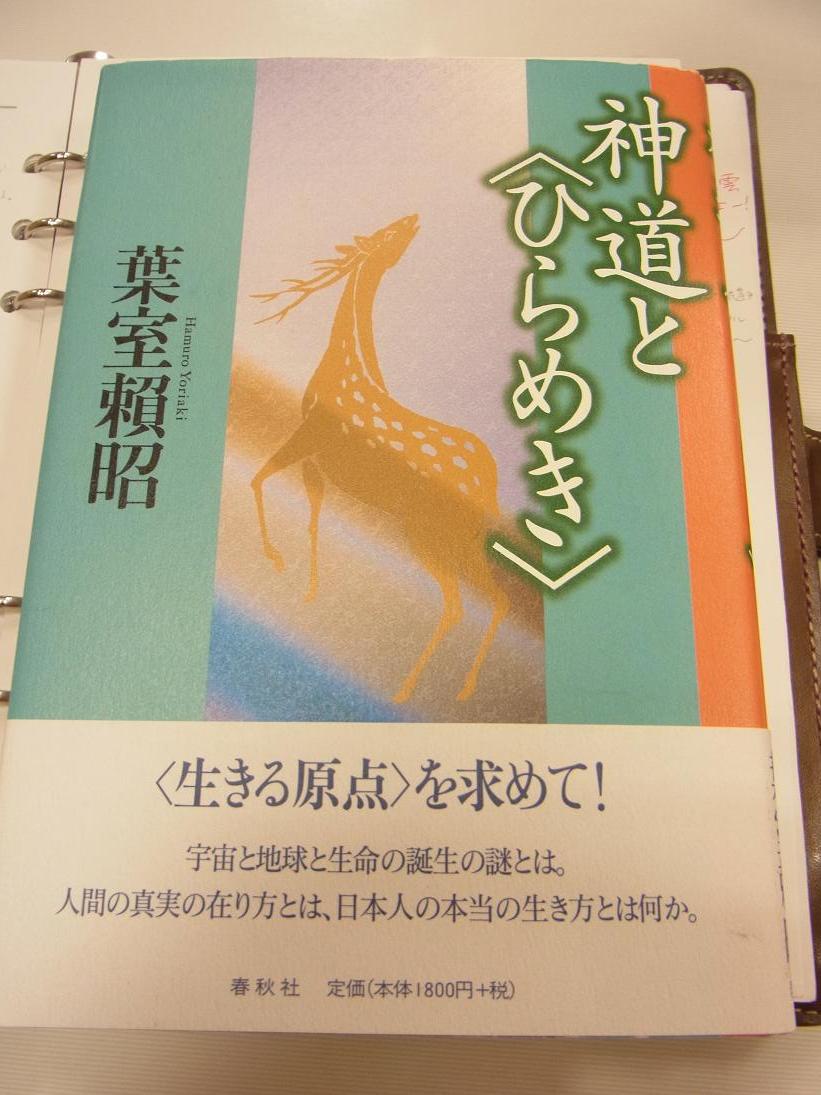 神道と
〈ひらめき〉
葉室賴昭
Hamuro Yoriaki
〈生きる原点〉を求めて!
宇宙と地球と生命の誕生の謎とは。
人間の真実の在り方とは、日本人の本当の生き方とは何か。
春秋社 定価(本体1800円+税)